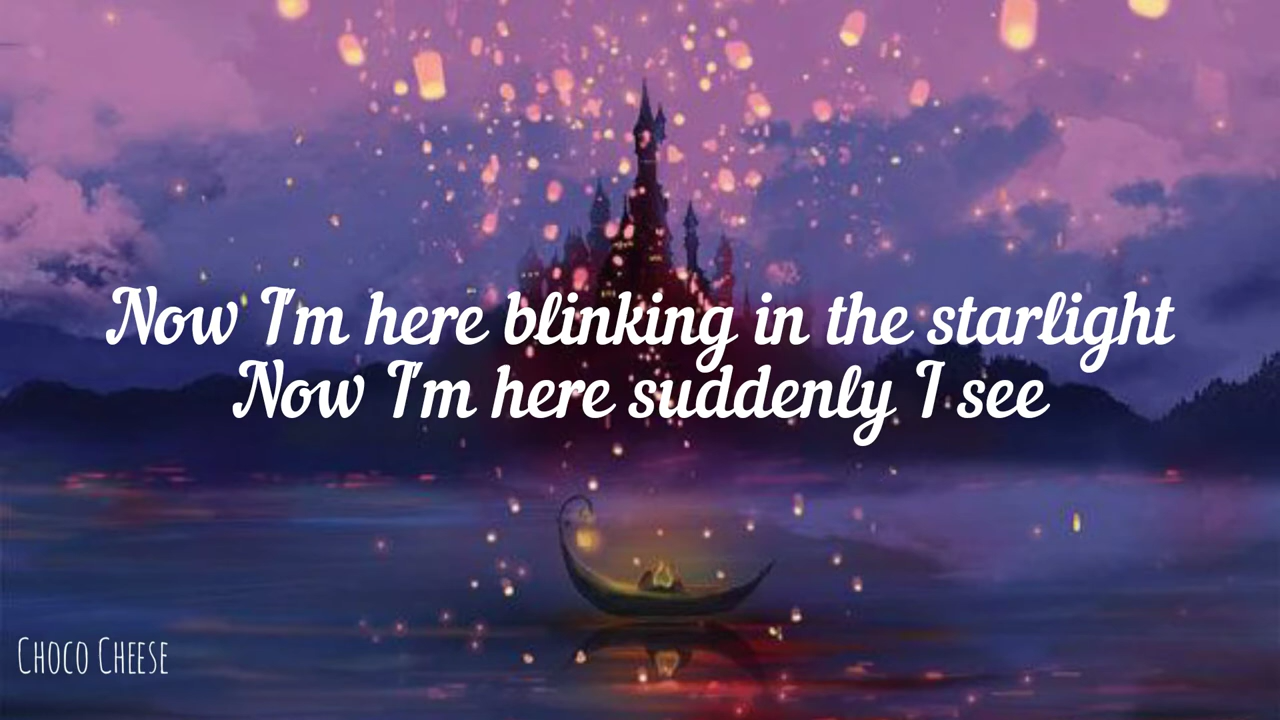 Now I'm here blinking in the starlight
Now I'm here suddenly I see
Choco Cheese